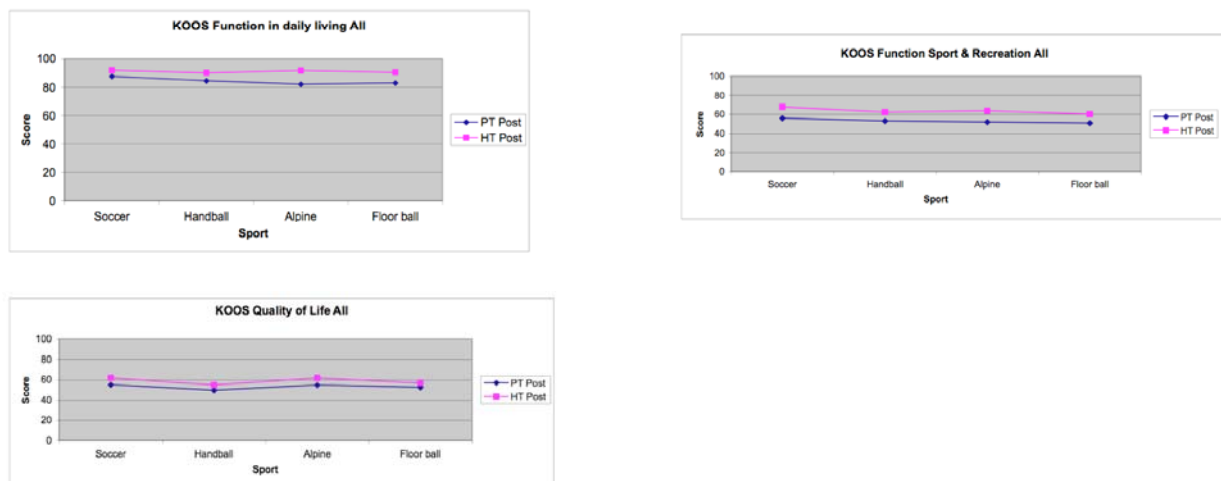 KOOS Function in daily living All
100
80
60
40
20
0
Score
Soccer Handball Alpine Floor ball
Sport
PT Post
HT Post
KOOS Function Sport & Recreation All
100
80
60
40
20
0
Score
Soccer Handball Alpine Floor ball
Sport
PT Post
HT Post
KOOS Quality of Life All
100
80
60
40
20
0
Score
Soccer Handball Alpine Floor ball
Sport
PT Post
HT Post